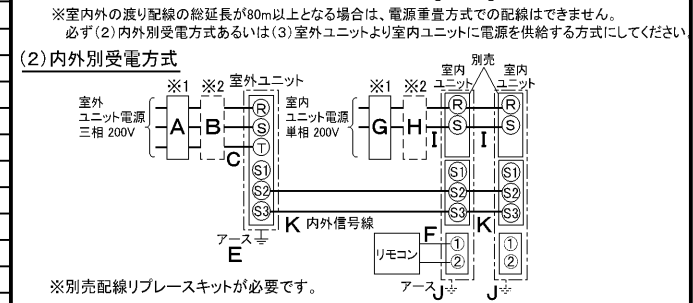 ※室内外の渡り配線の総延長が80m以上となる場合は、電源重畳方式での配線はできません。
必ず(2)内外別受電方式あるいは(3)室外ユニットより室内ユニットに電源を供給する方式にしてください
(2)内外別受電方式
別売
※1 ※2 室外ユニット ※1 ※2 室内ユニット 室内ユニット
室外ユニット電源 三相 200V
A B C
R
S
T
S1
S2
S3
室内ユニット電源 単相 200V
G H I I
R R
S S
S1 S1
S2 S2
S3 S3
K 内外信号線 K
アース
E
リモコン F
① ①
② ②
アース J J
※別売配線リプレースキットが必要です。